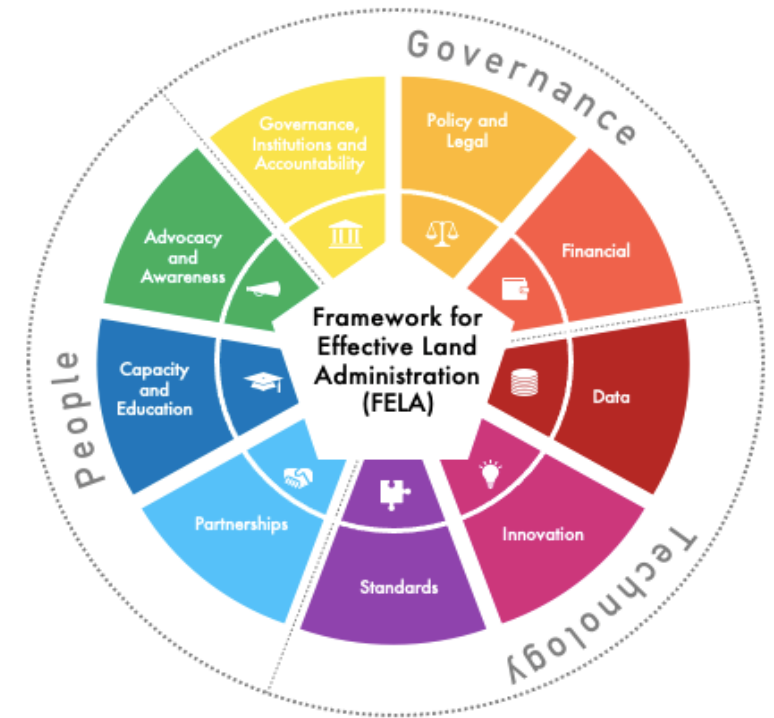 Governance
Governance,
Institutions and
Accountability
Policy and
Legal
Financial
Advocacy
and
Awareness
Framework for
Effective Land
Administration
(FELA)
People
Capacity
and
Education
Data
Partnerships
Innovation
Standards
Technology